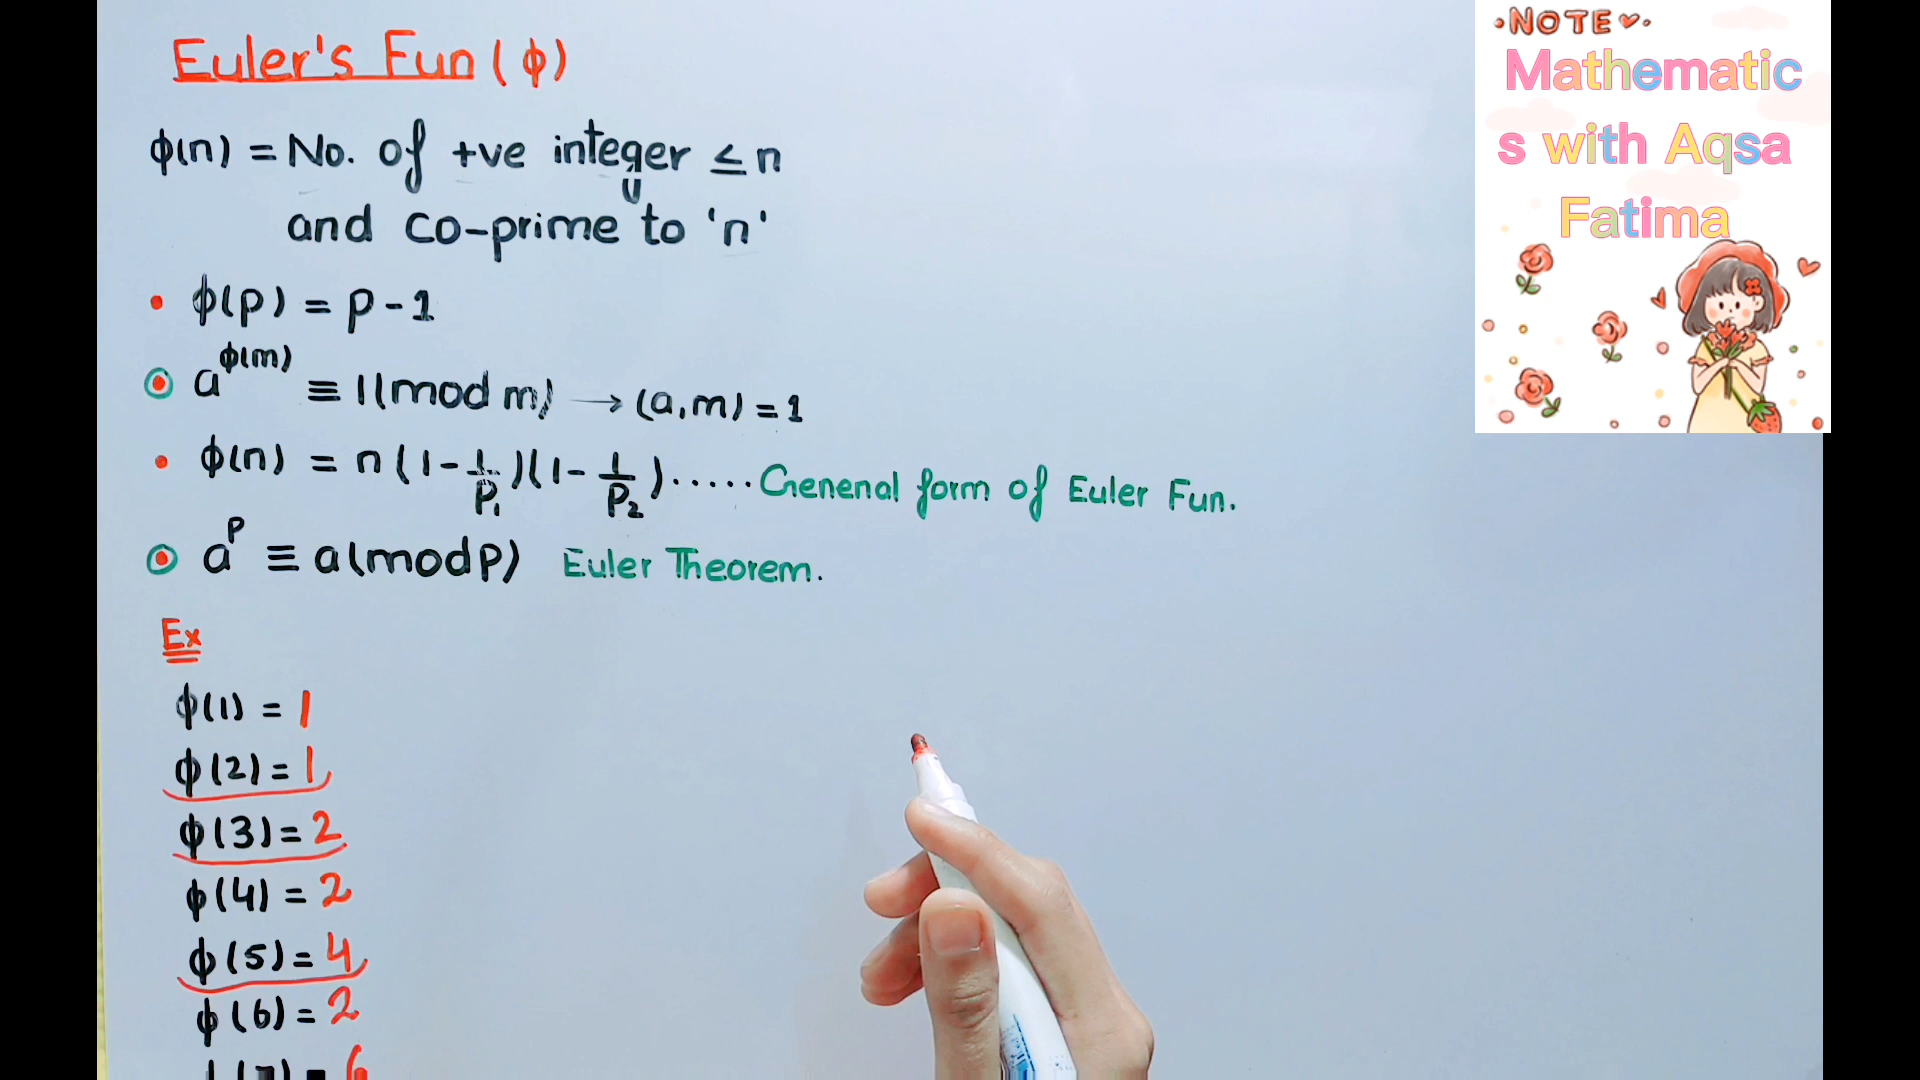 Euler's Fun (ϕ)
ϕ(n) = No. of +ve integer ≤ n
and co-prime to 'n'
• ϕ(p) = p - 1
a^ϕ(m) ≡ 1(mod m) → (a,m) = 1
• ϕ(n) = n(1-1/P₁)(1-1/P₂)..... Genenal form of Euler Fun.
a^p ≡ a(mod p) Euler Theorem.
Ex
ϕ(1) = 1
ϕ(2) = 1
ϕ(3) = 2
ϕ(4) = 2
ϕ(5) = 4
ϕ(6) = 2
•NOTE♥•
Mathematic
s with Aqsa
Fatima